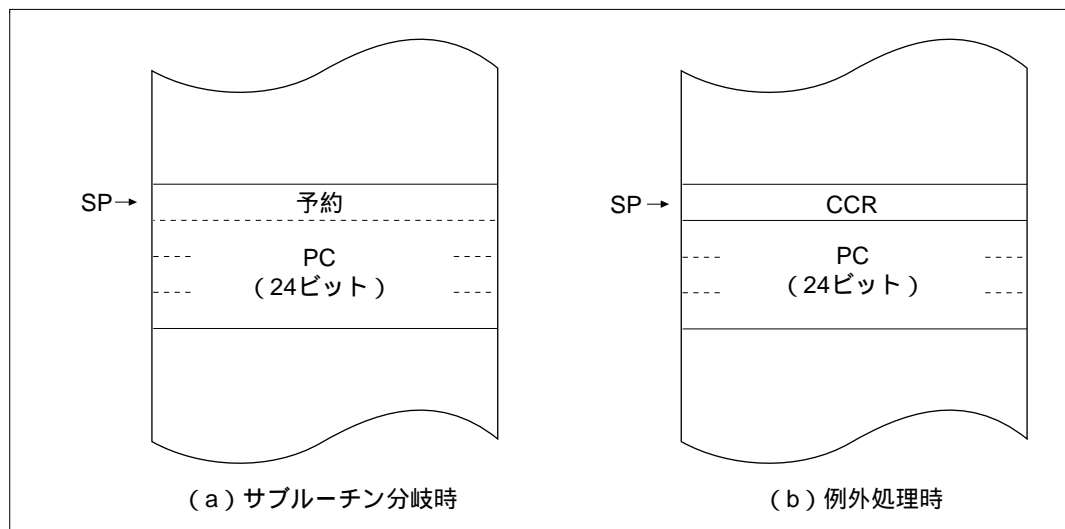 SP→
予約
PC
（24ビット）
（a）サブルーチン分岐時
SP→
CCR
PC
（24ビット）
（b）例外処理時